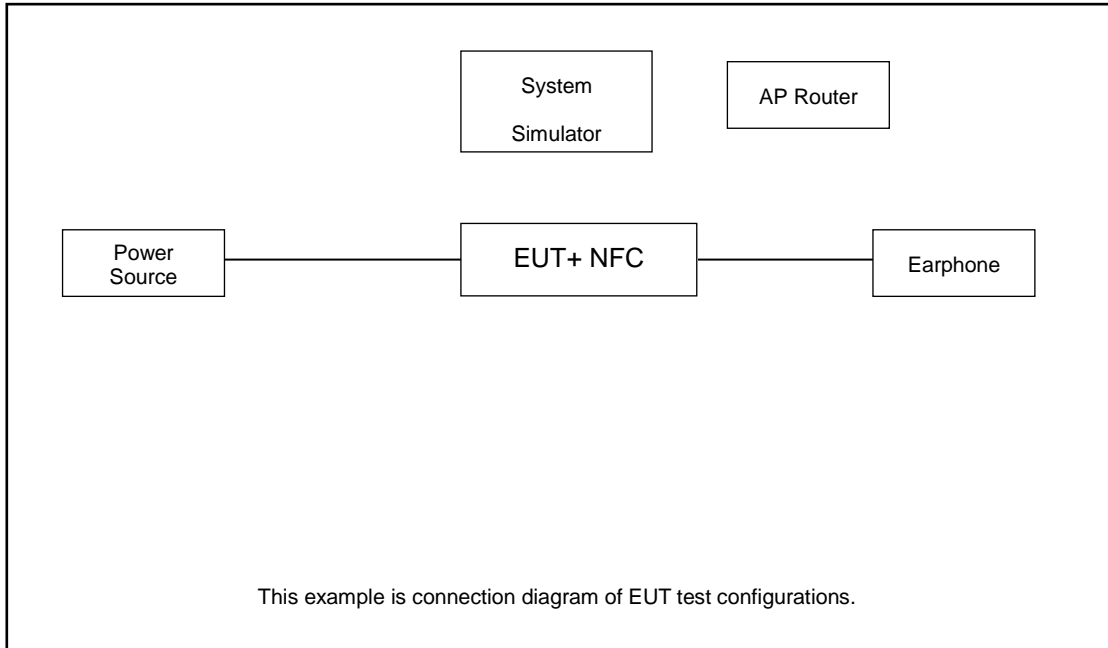 System
Simulator
AP Router
Power
Source
EUT+ NFC
Earphone
This example is connection diagram of EUT test configurations.